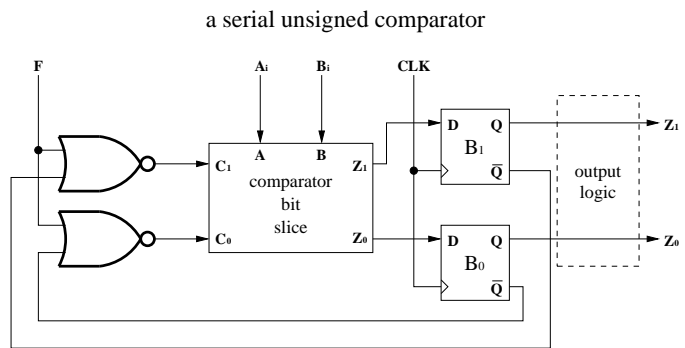 a serial unsigned comparator
F
Aᵢ
Bᵢ
CLK
C₁
A
B
Z₁
comparator
bit
slice
C₀
Z₀
D
Q
B₁
Q̅
D
Q
B₀
Q̅
output
logic
Z₁
Z₀